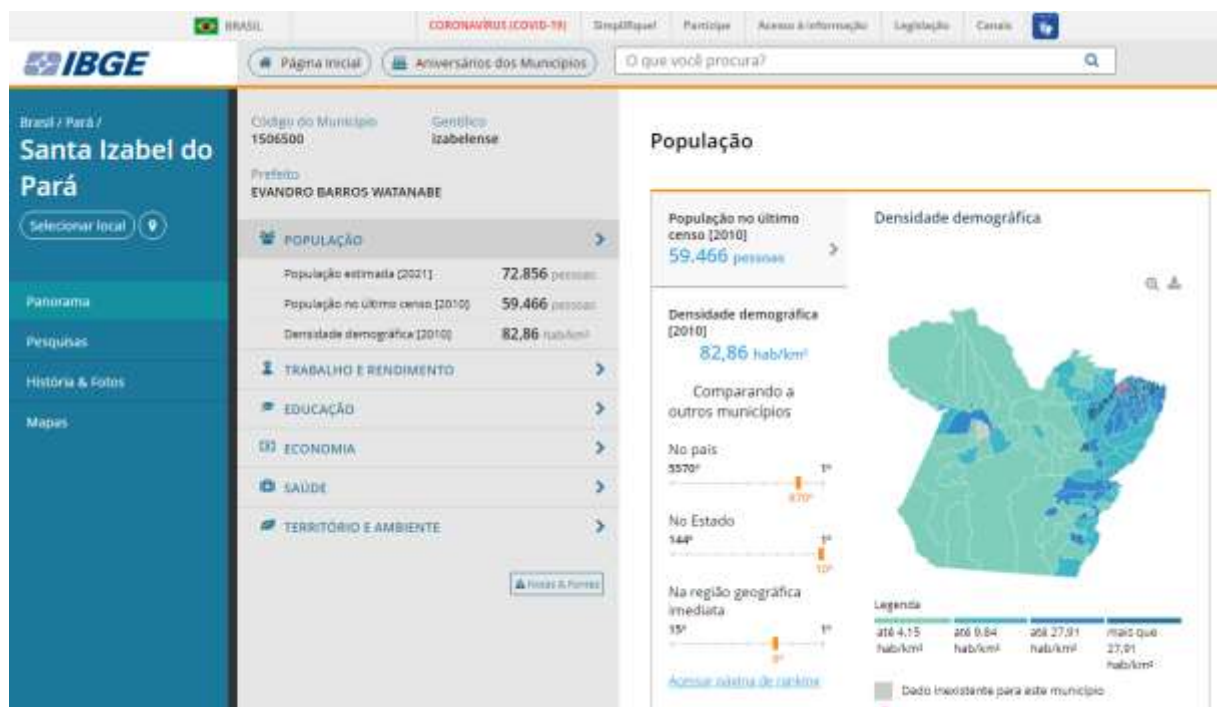 BRASIL
CORONAVÍRUS (COVID-19)
Simplifique!
Participe
Acesso à informação
Legislação
Canais
IBGE
Página Inicial
Aniversários dos Municípios
O que você procura?
Brasil / Pará /
Santa Izabel do
Pará
Selecionar local
Panorama
Pesquisas
História & Fotos
Mapas
Código do Município
1506500
Gentílico
izabelense
Prefeito
EVANDRO BARROS WATANABE
POPULAÇÃO
População estimada [2021] 72.856 pessoas
População no último censo [2010] 59.466 pessoas
Densidade demográfica [2010] 82,86 hab/km²
TRABALHO E RENDIMENTO
EDUCAÇÃO
ECONOMIA
SAÚDE
TERRITÓRIO E AMBIENTE
Notas & Fontes
População
População no último
censo [2010]
59.466 pessoas
Densidade demográfica
[2010]
82,86 hab/km²
Comparando a
outros municípios
No país
5570º 1º
No Estado
144º 1º
10º
Na região geográfica
imediata
15º 1º
Acessar página de ranking
Densidade demográfica
Legenda
até 4,15
hab/km²
até 9,84
hab/km²
até 27,91
hab/km²
mais que
27,91
hab/km²
Dado inexistente para este município